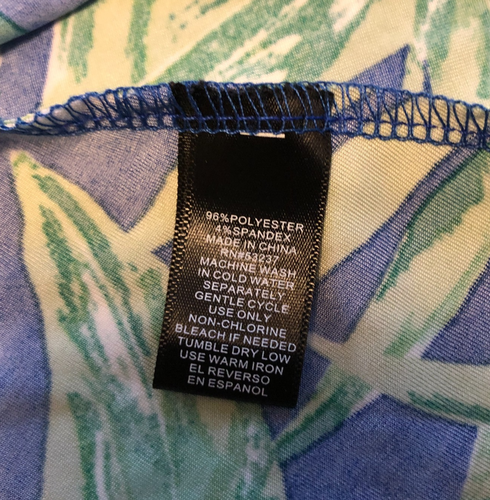 96%POLYESTER
4%SPANDEX
MADE IN CHINA
RN#53237
MACHINE WASH
IN COLD WATER
SEPARATELY
GENTLE CYCLE
USE ONLY
NON-CHLORINE
BLEACH IF NEEDED
TUMBLE DRY LOW
USE WARM IRON
EL REVERSO
EN ESPANOL